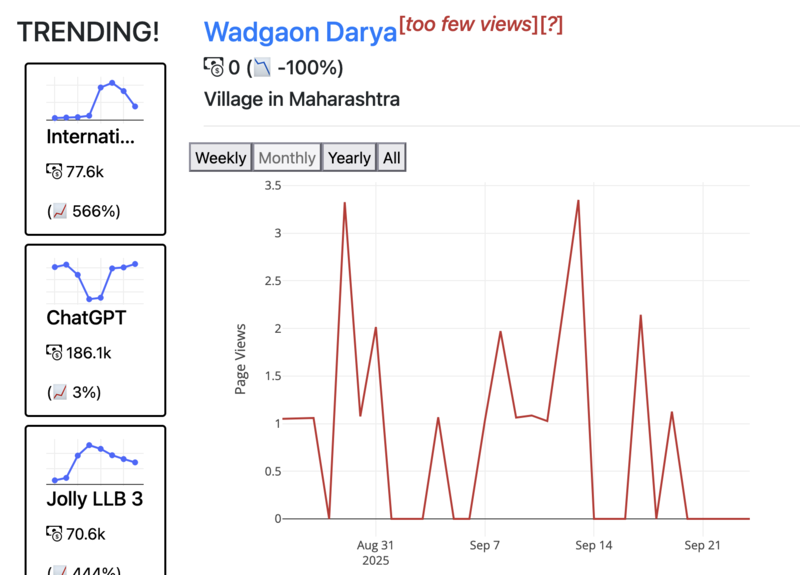 TRENDING!
Internati...
77.6k
(📈 566%)
ChatGPT
186.1k
(📈 3%)
Jolly LLB 3
70.6k
(📈 444%)
Wadgaon Darya[too few views][?]
0 (📉 -100%)
Village in Maharashtra
Weekly Monthly Yearly All
3.5
3
2.5
2
1.5
1
0.5
0
Page Views
Aug 31 Sep 7 Sep 14 Sep 21
2025